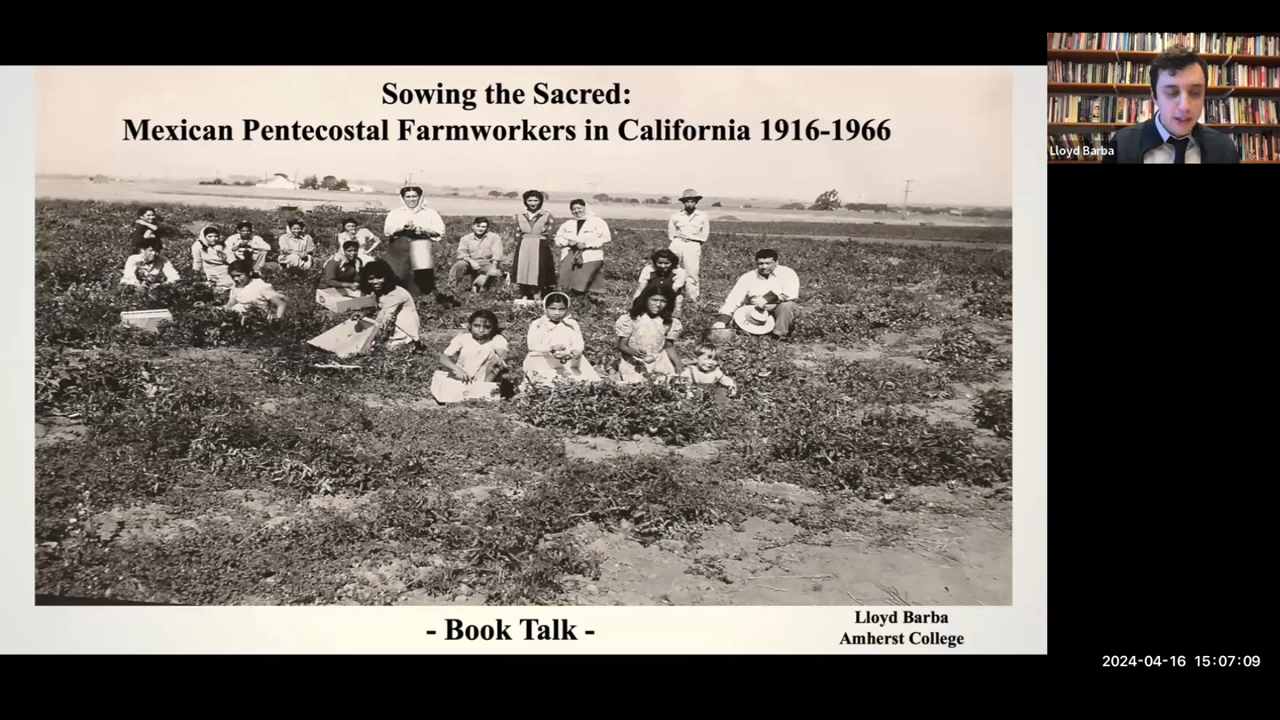 Sowing the Sacred:
Mexican Pentecostal Farmworkers in California 1916-1966
Lloyd Barba
- Book Talk -
Lloyd Barba
Amherst College
2024-04-16 15:07:09